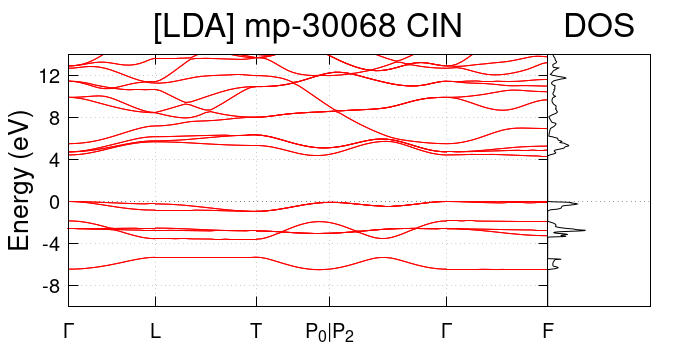 [LDA] mp-30068 CIN DOS
Energy (eV)
12
8
4
0
-4
-8
Γ L T P₀|P₂ Γ F